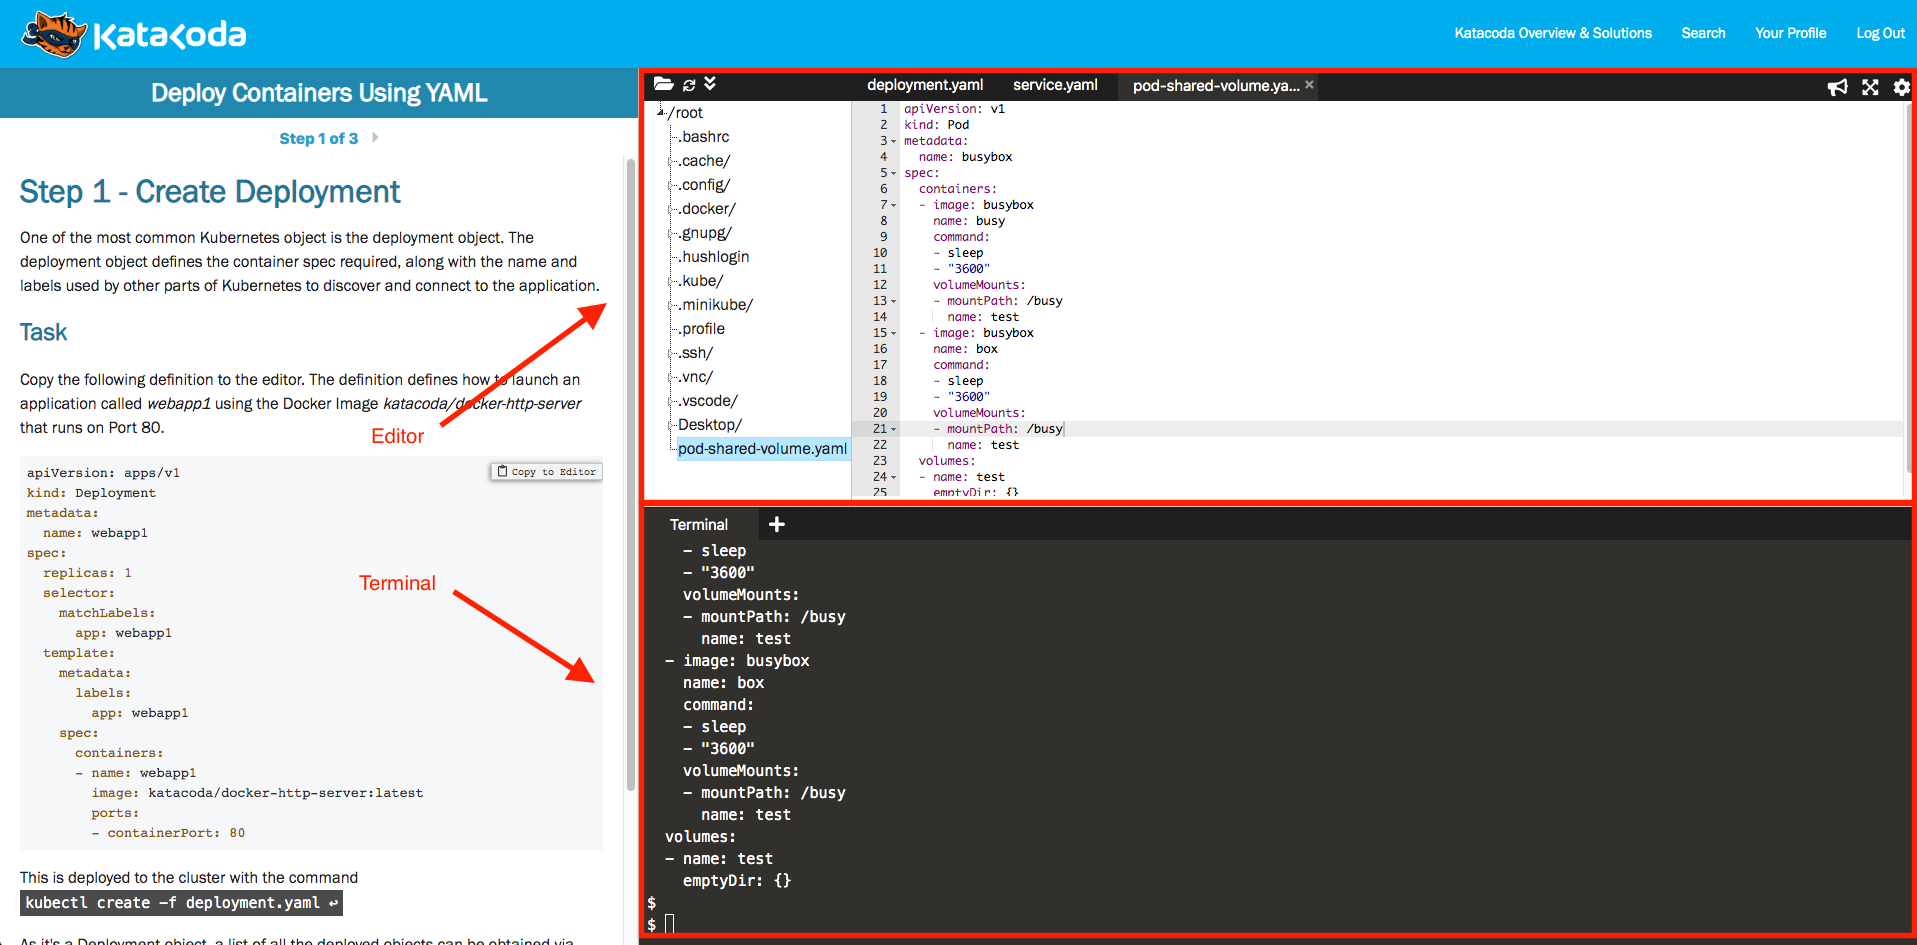 Katacoda
Katacoda Overview & Solutions
Search
Your Profile
Log Out
Deploy Containers Using YAML
Step 1 of 3
Step 1 - Create Deployment
One of the most common Kubernetes object is the deployment object. The
deployment object defines the container spec required, along with the name and
labels used by other parts of Kubernetes to discover and connect to the application.
Task
Copy the following definition to the editor. The definition defines how to launch an
application called webapp1 using the Docker Image katacoda/docker-http-server
that runs on Port 80.
Editor
Copy to Editor
apiVersion: apps/v1
kind: Deployment
metadata:
  name: webapp1
spec:
  replicas: 1
  selector:
    matchLabels:
      app: webapp1
  template:
    metadata:
      labels:
        app: webapp1
    spec:
      containers:
      - name: webapp1
        image: katacoda/docker-http-server:latest
        ports:
        - containerPort: 80
Terminal
This is deployed to the cluster with the command
kubectl create -f deployment.yaml ↩
As it's a Deployment object, a list of all the deployed objects can be obtained via
deployment.yaml
service.yaml
pod-shared-volume.ya... ×
/root
.bashrc
.cache/
.config/
.docker/
.gnupg/
.hushlogin
.kube/
.minikube/
.profile
.ssh/
.vnc/
.vscode/
Desktop/
pod-shared-volume.yaml
1 apiVersion: v1
2 kind: Pod
3 metadata:
4   name: busybox
5 spec:
6   containers:
7   - image: busybox
8     name: busy
9     command:
10     - sleep
11     - "3600"
12     volumeMounts:
13     - mountPath: /busy
14       name: test
15   - image: busybox
16     name: box
17     command:
18     - sleep
19     - "3600"
20     volumeMounts:
21     - mountPath: /busy
22       name: test
23   volumes:
24   - name: test
25     emptyDir: {}
Terminal
+
    - sleep
    - "3600"
    volumeMounts:
    - mountPath: /busy
      name: test
  - image: busybox
    name: box
    command:
    - sleep
    - "3600"
    volumeMounts:
    - mountPath: /busy
      name: test
  volumes:
  - name: test
    emptyDir: {}
$
$